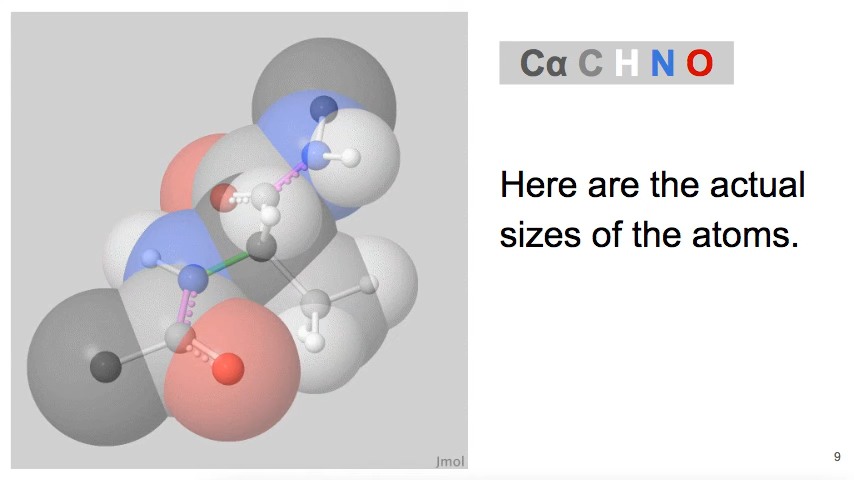 Cα C H N O
Here are the actual
sizes of the atoms.
Jmol
9